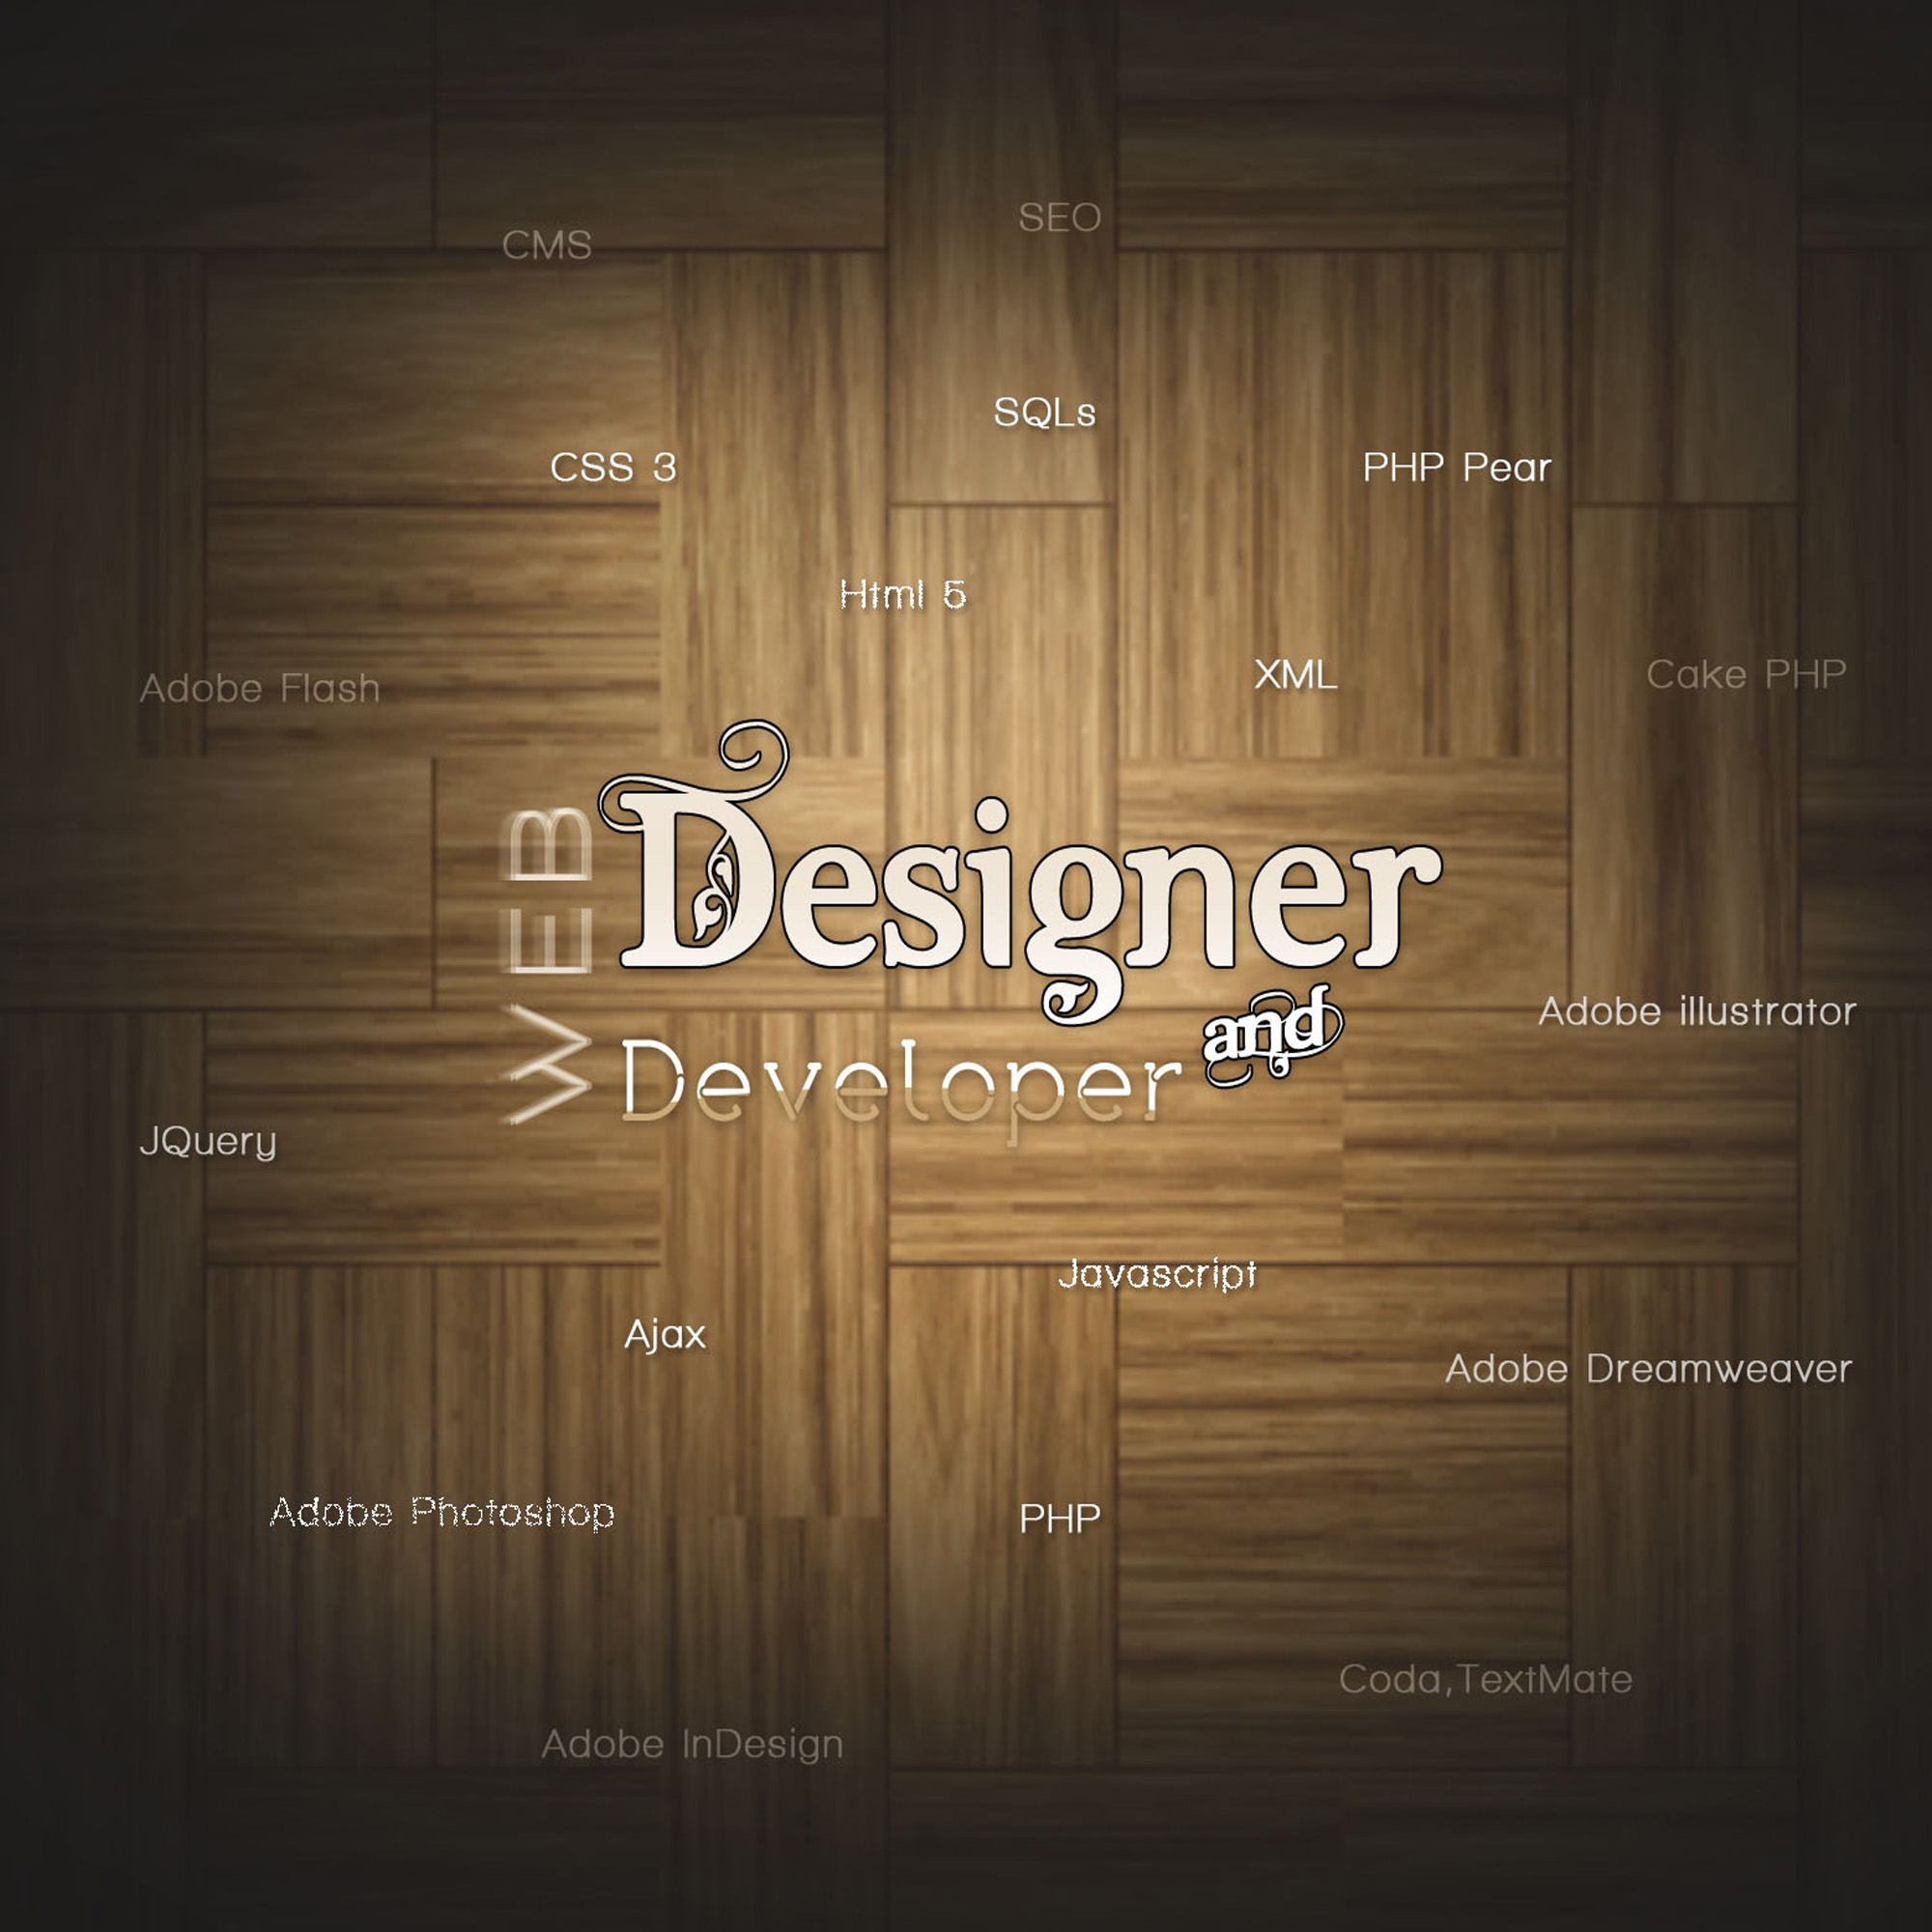 SEO
CMS
SQLs
CSS 3
PHP Pear
Html 5
XML
Cake PHP
Adobe Flash
WEB
Designer
and
Developer
Adobe illustrator
JQuery
Javascript
Ajax
Adobe Dreamweaver
Adobe Photoshop
PHP
Coda,TextMate
Adobe InDesign